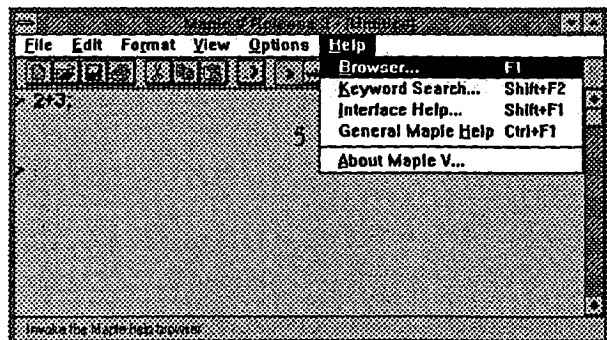 Maple V Release 3 - [Untitled]
File Edit Format View Options Help
> 2+3;
5
>
Browser... F1
Keyword Search... Shift+F2
Interface Help... Shift+F1
General Maple Help Ctrl+F1
About Maple V...
Invoke the Maple help browser